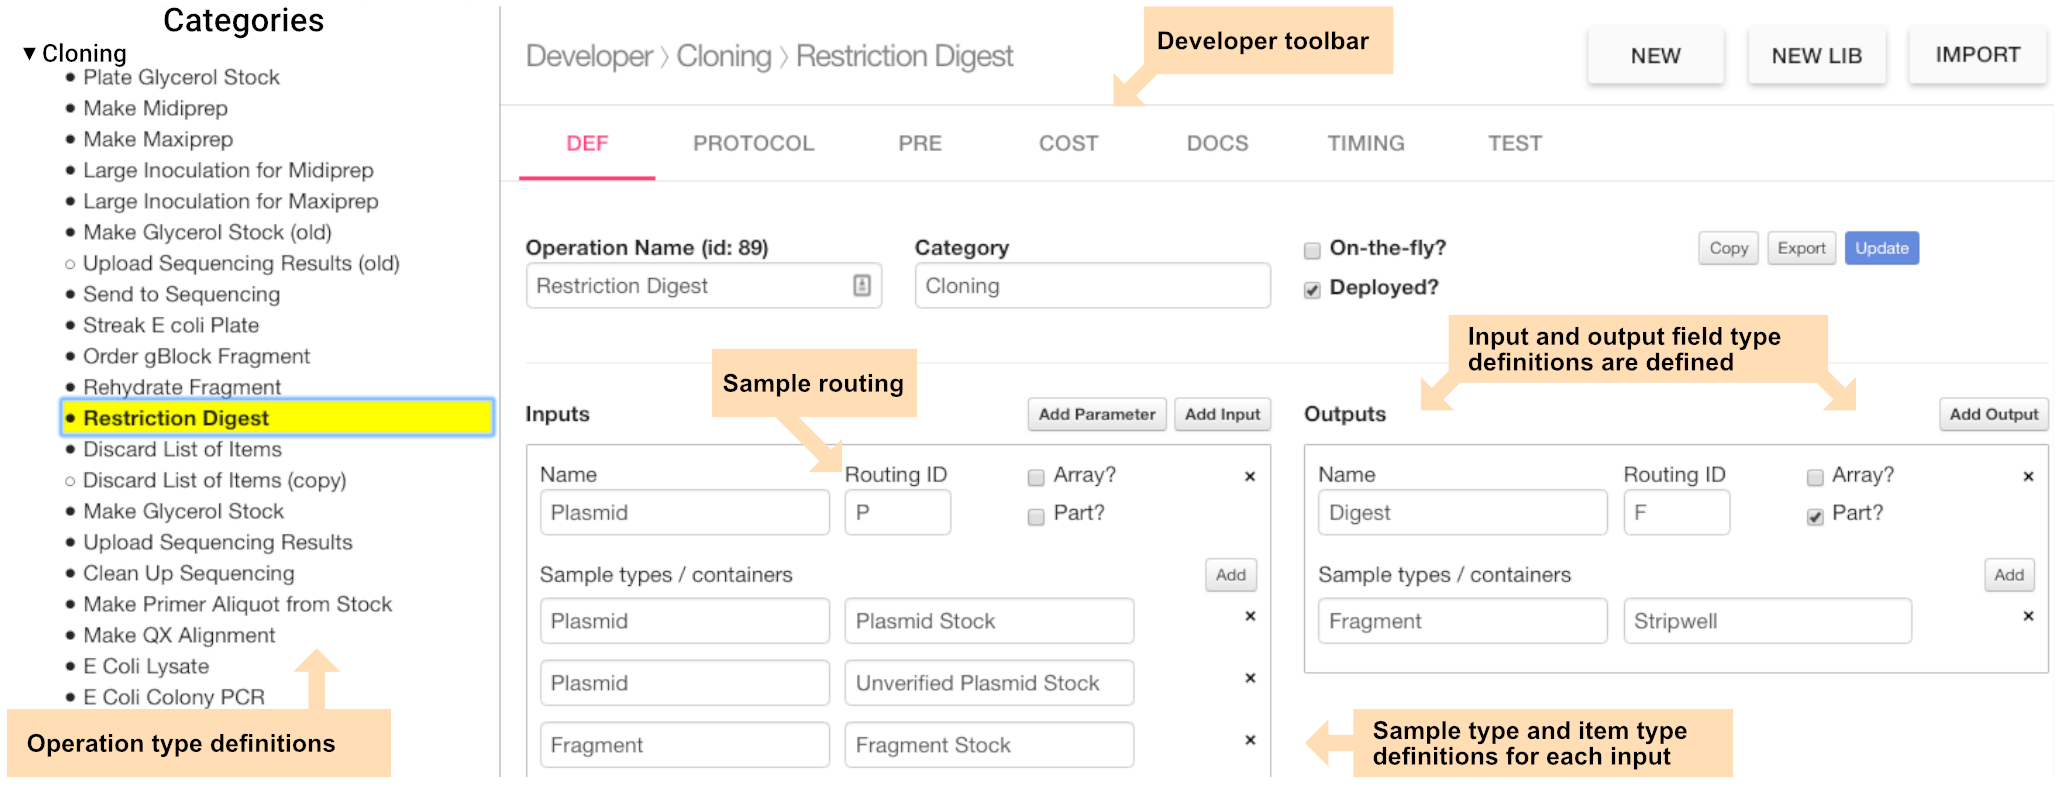 Categories
▼ Cloning
● Plate Glycerol Stock
● Make Midiprep
● Make Maxiprep
● Large Inoculation for Midiprep
● Large Inoculation for Maxiprep
● Make Glycerol Stock (old)
○ Upload Sequencing Results (old)
● Send to Sequencing
● Streak E coli Plate
● Order gBlock Fragment
● Rehydrate Fragment
● Restriction Digest
● Discard List of Items
○ Discard List of Items (copy)
● Make Glycerol Stock
● Upload Sequencing Results
● Clean Up Sequencing
● Make Primer Aliquot from Stock
● Make QX Alignment
● E Coli Lysate
● E Coli Colony PCR
Operation type definitions
Developer 〉Cloning 〉Restriction Digest
Developer toolbar
NEW NEW LIB IMPORT
DEF PROTOCOL PRE COST DOCS TIMING TEST
Operation Name (id: 89) Category On-the-fly? Copy Export Update
Restriction Digest Cloning Deployed?
Input and output field type
definitions are defined
Sample routing
Inputs Add Parameter Add Input
Name Routing ID Array? ×
Plasmid P Part?
Sample types / containers Add
Plasmid Plasmid Stock ×
Plasmid Unverified Plasmid Stock ×
Fragment Fragment Stock ×
Outputs Add Output
Name Routing ID Array? ×
Digest F Part?
Sample types / containers Add
Fragment Stripwell ×
Sample type and item type
definitions for each input